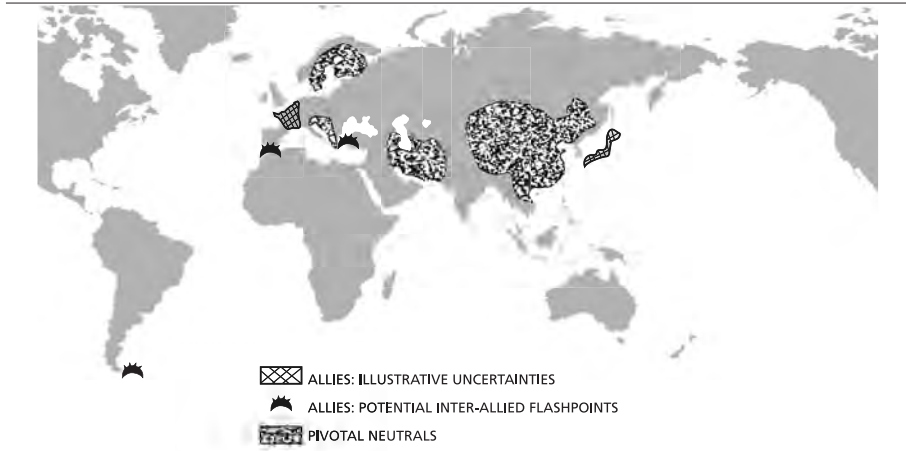 ALLIES: ILLUSTRATIVE UNCERTAINTIES
ALLIES: POTENTIAL INTER-ALLIED FLASHPOINTS
PIVOTAL NEUTRALS